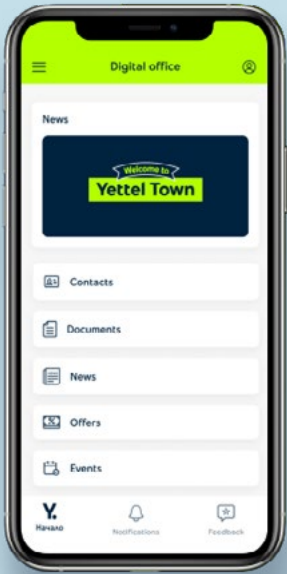 Digital office
News
Welcome to
Yettel Town
Contacts
Documents
News
Offers
Events
Y.
Начало
Notifications
Feedback